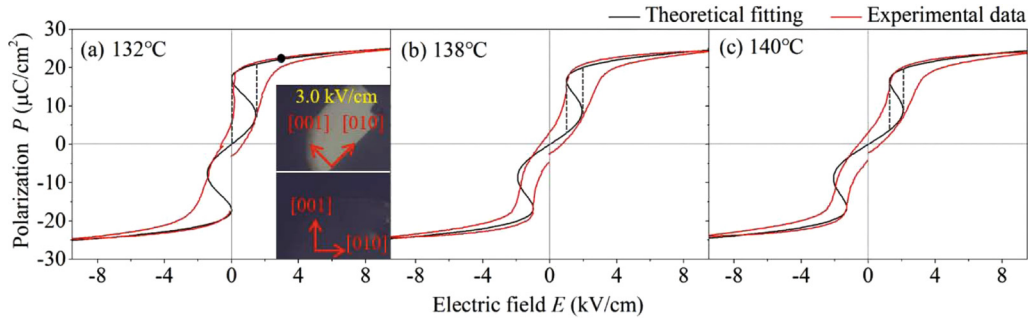 Theoretical fitting Experimental data
Polarization P (μC/cm²)
30
20
10
0
-10
-20
-30
(a) 132℃
3.0 kV/cm
[001] [010]
[001]
[010]
-8 -4 0 4 8
(b) 138℃
-8 -4 0 4 8
(c) 140℃
-8 -4 0 4 8
Electric field E (kV/cm)